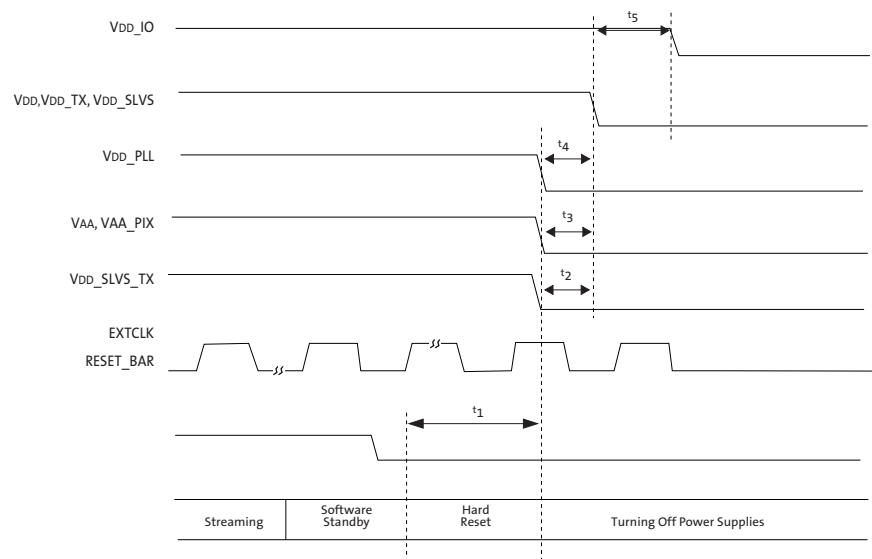 t5
VDD_IO
VDD,VDD_TX, VDD_SLVS
t4
VDD_PLL
t3
VAA, VAA_PIX
t2
VDD_SLVS_TX
EXTCLK
RESET_BAR
t1
Streaming
Software
Standby
Hard
Reset
Turning Off Power Supplies